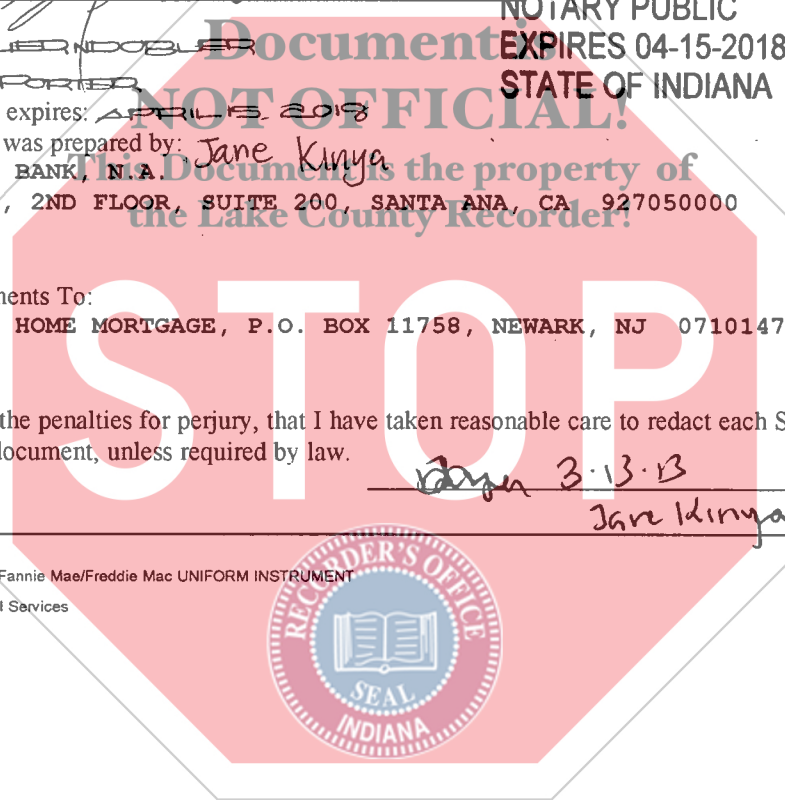 NOTARY PUBLIC
EXPIRES 04-15-2018
STATE OF INDIANA
PORTER
expires: APRIL 15, 2018
was prepared by: Jane Kinya
BANK, N.A.
, 2ND FLOOR, SUITE 200, SANTA ANA, CA 927050000
Document is
NOT OFFICIAL!
This Document is the property of
the Lake County Recorder!
ments To:
HOME MORTGAGE, P.O. BOX 11758, NEWARK, NJ 0710147
STOP
the penalties for perjury, that I have taken reasonable care to redact each S
document, unless required by law.
3·13·13
Jane Kinya
Fannie Mae/Freddie Mac UNIFORM INSTRUMENT
l Services
RECORDER'S OFFICE
SEAL
INDIANA